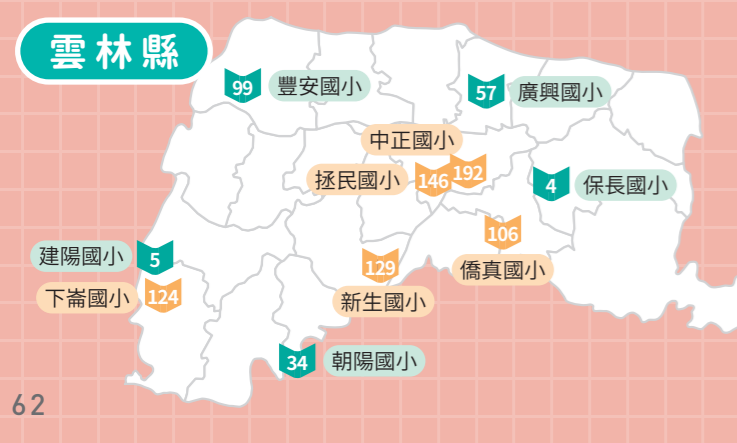 雲林縣
99 豐安國小
57 廣興國小
中正國小
192
拯民國小 146
4 保長國小
106
僑真國小
建陽國小 5
129
新生國小
下崙國小 124
34 朝陽國小
62